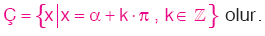 Ç = {x|x = α + k · π , k ∈ ℤ} olur.